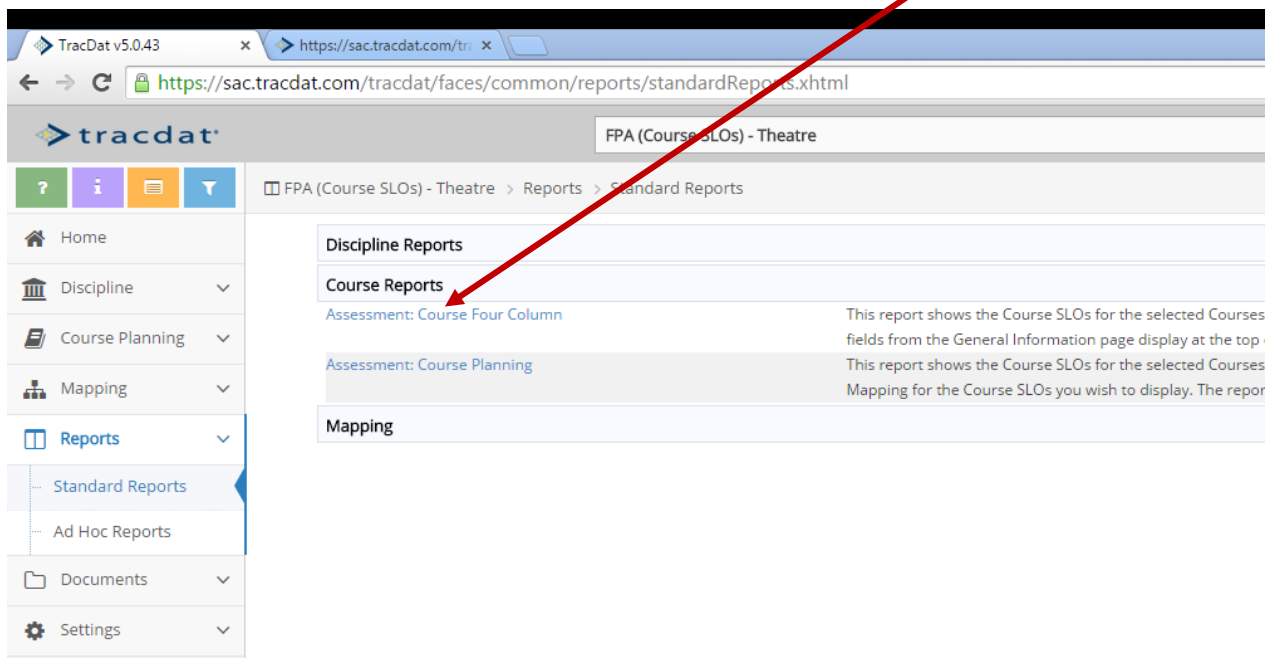 TracDat v5.0.43
https://sac.tracdat.com/tr
https://sac.tracdat.com/tracdat/faces/common/reports/standardReports.xhtml
tracdat
FPA (Course SLOs) - Theatre
? i
FPA (Course SLOs) - Theatre > Reports > Standard Reports
Home
Discipline
Course Planning
Mapping
Reports
Standard Reports
Ad Hoc Reports
Documents
Settings
Discipline Reports
Course Reports
Assessment: Course Four Column
This report shows the Course SLOs for the selected Courses
fields from the General Information page display at the top
Assessment: Course Planning
This report shows the Course SLOs for the selected Courses
Mapping for the Course SLOs you wish to display. The repor
Mapping